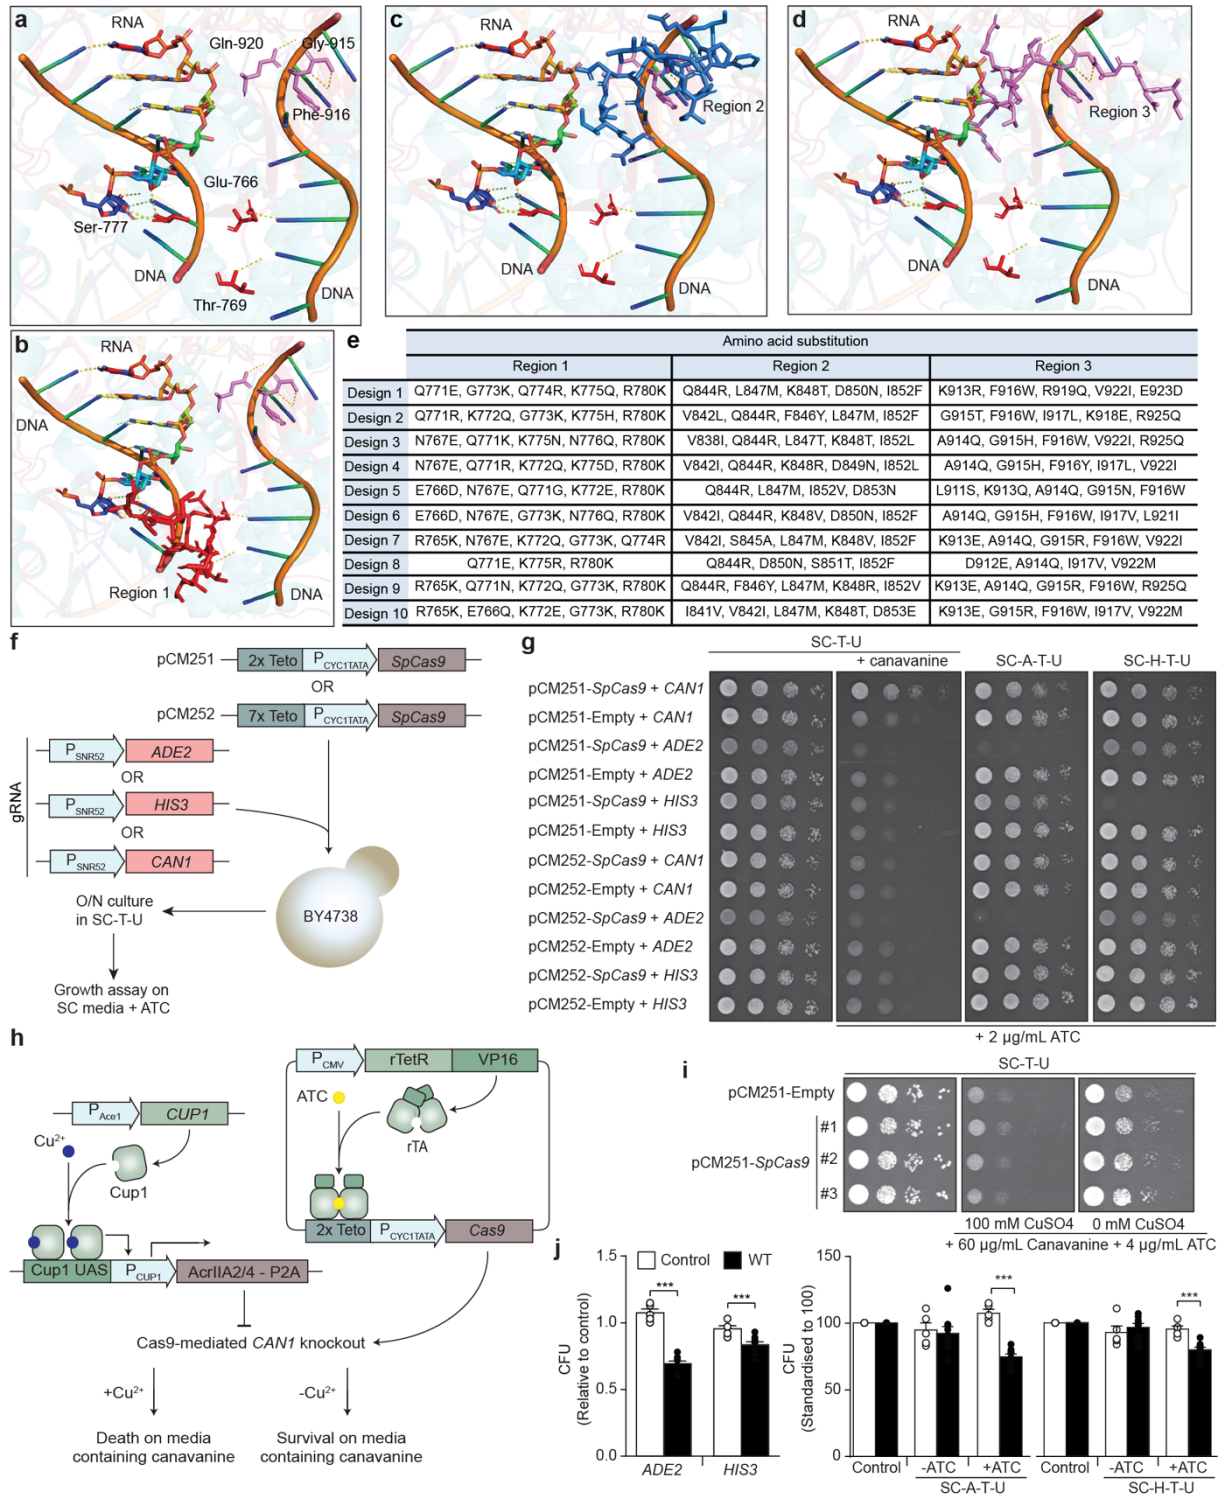 a
RNA
Gln-920
Gly-915
Phe-916
Glu-766
Ser-777
DNA
Thr-769
DNA
c
RNA
Region 2
DNA
DNA
d
RNA
Region 3
DNA
DNA
b
RNA
DNA
Region 1
DNA
e
Amino acid substitution
Region 1 Region 2 Region 3
Design 1 Q771E, G773K, Q774R, K775Q, R780K Q844R, L847M, K848T, D850N, I852F K913R, F916W, R919Q, V922I, E923D
Design 2 Q771R, K772Q, G773K, K775H, R780K V842L, Q844R, F846Y, L847M, I852F G915T, F916W, I917L, K918E, R925Q
Design 3 N767E, Q771K, K775N, N776Q, R780K V838I, Q844R, L847T, K848T, I852L A914Q, G915H, F916W, V922I, R925Q
Design 4 N767E, Q771R, K772Q, K775D, R780K V842I, Q844R, K848R, D849N, I852L A914Q, G915H, F916Y, I917L, V922I
Design 5 E766D, N767E, Q771G, K772E, R780K Q844R, L847M, I852V, D853N L911S, K913Q, A914Q, G915N, F916W
Design 6 E766D, N767E, G773K, N776Q, R780K V842I, Q844R, K848V, D850N, I852F A914Q, G915H, F916W, I917V, L921I
Design 7 R765K, N767E, K772Q, G773K, Q774R V842I, S845A, L847M, K848V, I852F K913E, A914Q, G915R, F916W, V922I
Design 8 Q771E, K775R, R780K Q844R, D850N, S851T, I852F D912E, A914Q, I917V, V922M
Design 9 R765K, Q771N, K772Q, G773K, R780K Q844R, F846Y, L847M, K848R, I852V K913E, A914Q, G915R, F916W, R925Q
Design 10 R765K, E766Q, K772E, G773K, R780K I841V, V842I, L847M, K848T, D853E K913E, G915R, F916W, I917V, V922M
f
pCM251 2x Teto PCYC1TATA SpCas9
OR
pCM252 7x Teto PCYC1TATA SpCas9
gRNA
PSNR52 ADE2
OR
PSNR52 HIS3
OR
PSNR52 CAN1
BY4738
O/N culture
in SC-T-U
Growth assay on
SC media + ATC
g
SC-T-U
+ canavanine SC-A-T-U SC-H-T-U
pCM251-SpCas9 + CAN1
pCM251-Empty + CAN1
pCM251-SpCas9 + ADE2
pCM251-Empty + ADE2
pCM251-SpCas9 + HIS3
pCM251-Empty + HIS3
pCM252-SpCas9 + CAN1
pCM252-Empty + CAN1
pCM252-SpCas9 + ADE2
pCM252-Empty + ADE2
pCM252-SpCas9 + HIS3
pCM252-Empty + HIS3
+ 2 µg/mL ATC
h
PCMV rTetR VP16
ATC
rTA
PAce1 CUP1
Cu2+
Cup1
2x Teto PCYC1TATA Cas9
Cup1 UAS PCUP1 AcrIIA2/4 - P2A
Cas9-mediated CAN1 knockout
+Cu2+ -Cu2+
Death on media
containing canavanine
Survival on media
containing canavanine
i
SC-T-U
pCM251-Empty
pCM251-SpCas9
#1
#2
#3
100 mM CuSO4 0 mM CuSO4
+ 60 µg/mL Canavanine + 4 µg/mL ATC
j
CFU
(Relative to control)
1.5
1.0
0.5
0.0
Control WT
***
***
ADE2 HIS3
CFU
(Standardised to 100)
150
100
50
0
***
***
Control -ATC +ATC Control -ATC +ATC
SC-A-T-U SC-H-T-U